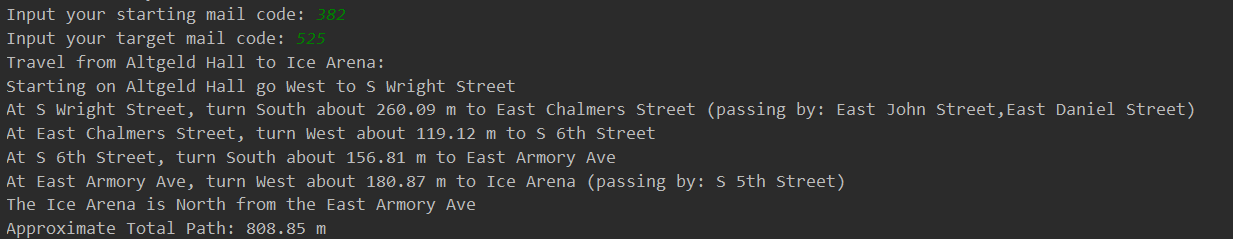 Input your starting mail code: 382
Input your target mail code: 525
Travel from Altgeld Hall to Ice Arena:
Starting on Altgeld Hall go West to S Wright Street
At S Wright Street, turn South about 260.09 m to East Chalmers Street (passing by: East John Street,East Daniel Street)
At East Chalmers Street, turn West about 119.12 m to S 6th Street
At S 6th Street, turn South about 156.81 m to East Armory Ave
At East Armory Ave, turn West about 180.87 m to Ice Arena (passing by: S 5th Street)
The Ice Arena is North from the East Armory Ave
Approximate Total Path: 808.85 m